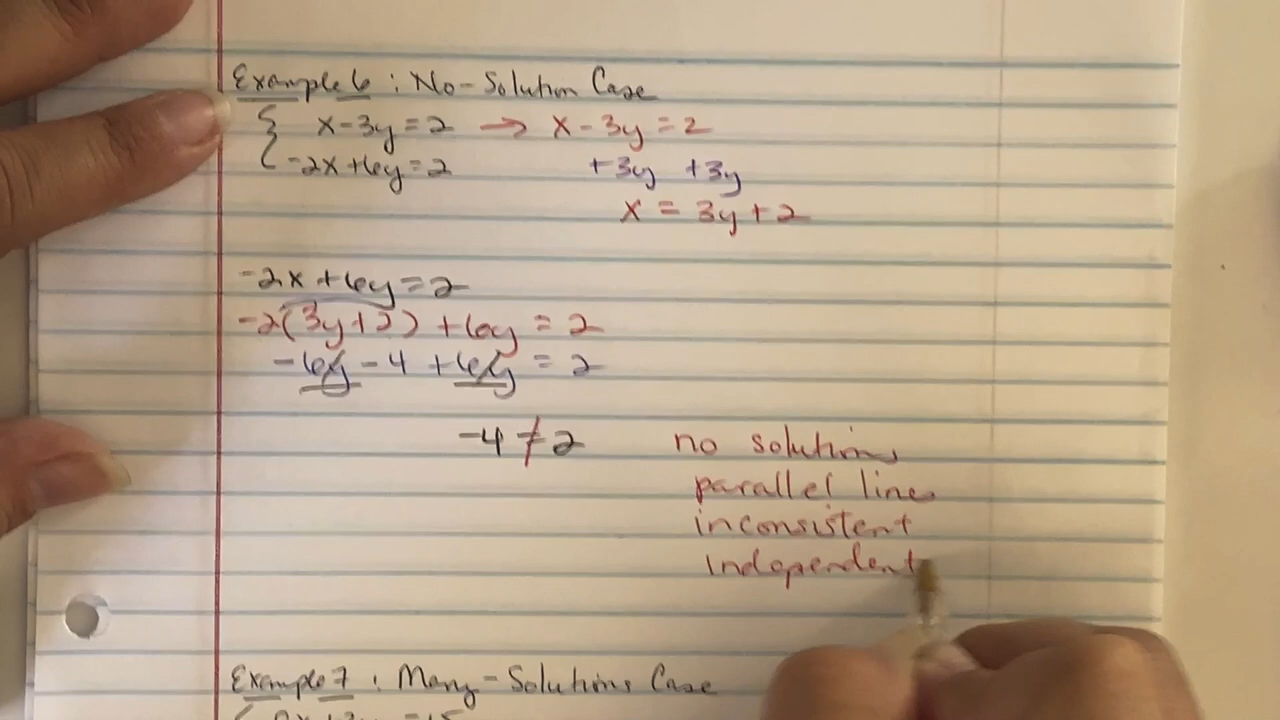 Example 6 : No-Solution Case
x-3y=2 → x-3y=2
-2x+6y=2 +3y +3y
x = 3y+2
-2x+6y=2
-2(3y+2) +6y = 2
-6y-4 +6y = 2
-4≠2 no solutions
parallel lines
inconsistent
independent
Example 7 : Many-Solutions Case